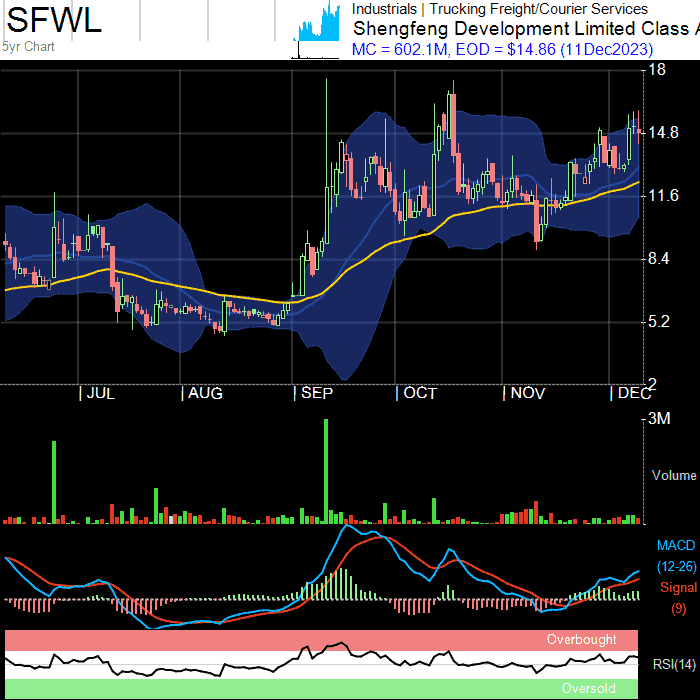 SFWL
5yr Chart
Industrials | Trucking Freight/Courier Services
Shengfeng Development Limited Class A
MC = 602.1M, EOD = $14.86 (11Dec2023)
18
14.8
11.6
8.4
5.2
2
JUL
AUG
SEP
OCT
NOV
DEC
3M
Volume
MACD
(12-26)
Signal
(9)
Overbought
RSI(14)
Oversold